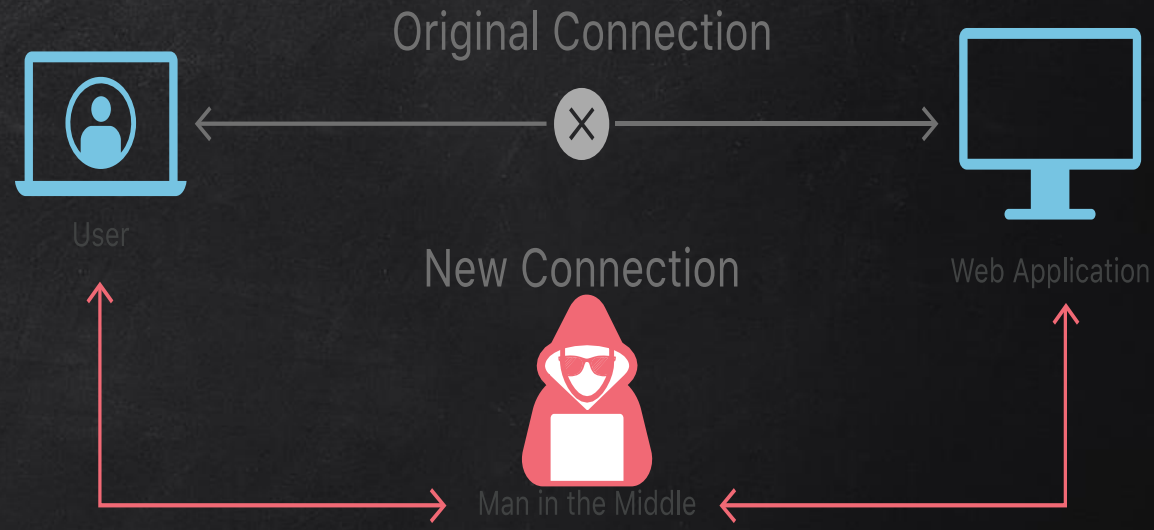 Original Connection
X
User
New Connection
Web Application
Man in the Middle